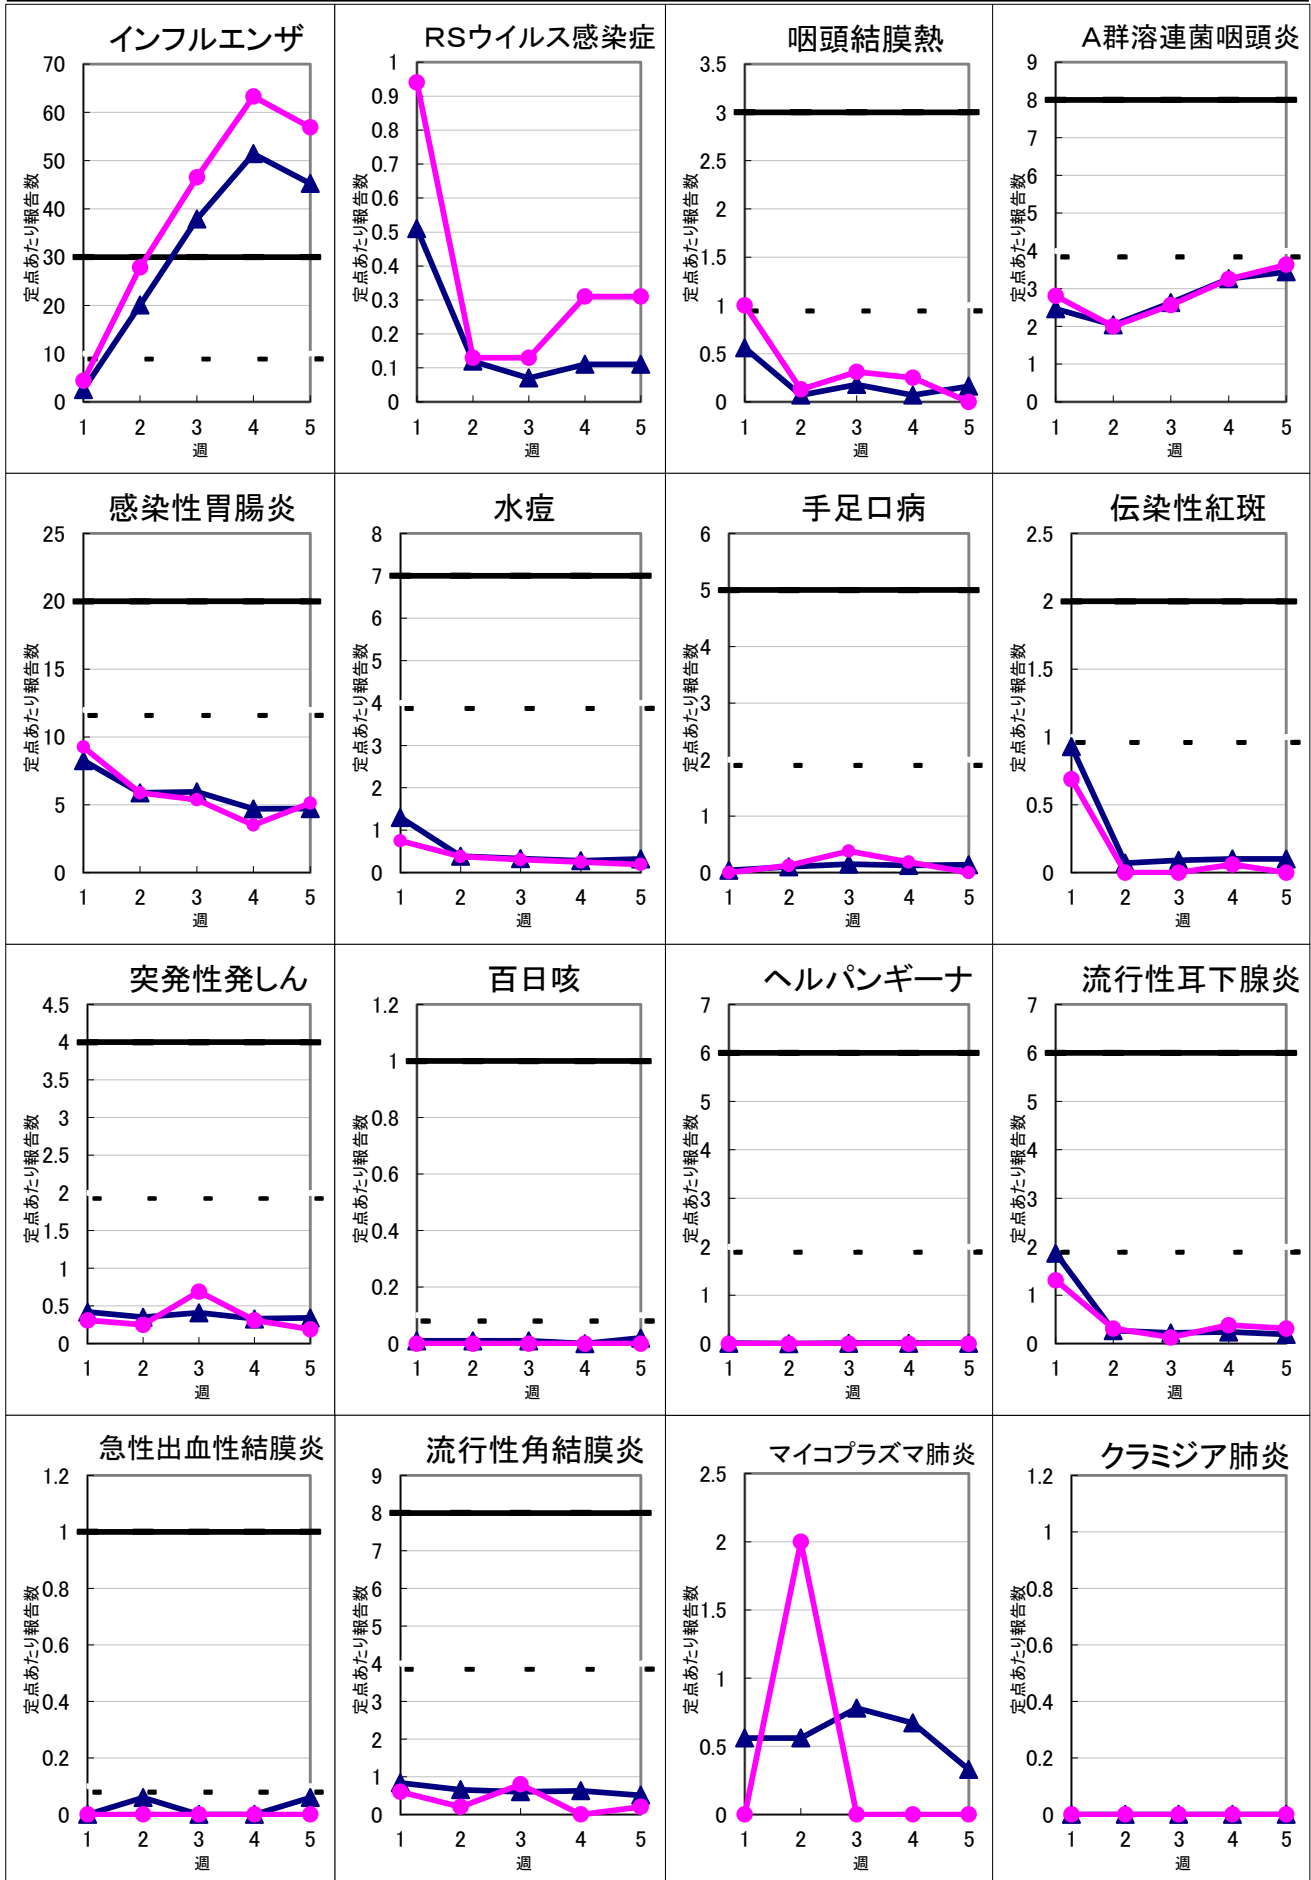 インフルエンザ
70
60
50
40
30
20
10
0
定点あたり報告数
1 2 3 4 5
週
RSウイルス感染症
1
0.9
0.8
0.7
0.6
0.5
0.4
0.3
0.2
0.1
0
定点あたり報告数
1 2 3 4 5
週
咽頭結膜熱
3.5
3
2.5
2
1.5
1
0.5
0
定点あたり報告数
1 2 3 4 5
週
A群溶連菌咽頭炎
9
8
7
6
5
4
3
2
1
0
定点あたり報告数
1 2 3 4 5
週
感染性胃腸炎
25
20
15
10
5
0
定点あたり報告数
1 2 3 4 5
週
水痘
8
7
6
5
4
3
2
1
0
定点あたり報告数
1 2 3 4 5
週
手足口病
6
5
4
3
2
1
0
定点あたり報告数
1 2 3 4 5
週
伝染性紅斑
2.5
2
1.5
1
0.5
0
定点あたり報告数
1 2 3 4 5
週
突発性発しん
4.5
4
3.5
3
2.5
2
1.5
1
0.5
0
定点あたり報告数
1 2 3 4 5
週
百日咳
1.2
1
0.8
0.6
0.4
0.2
0
定点あたり報告数
1 2 3 4 5
週
ヘルパンギーナ
7
6
5
4
3
2
1
0
定点あたり報告数
1 2 3 4 5
週
流行性耳下腺炎
7
6
5
4
3
2
1
0
定点あたり報告数
1 2 3 4 5
週
急性出血性結膜炎
1.2
1
0.8
0.6
0.4
0.2
0
定点あたり報告数
1 2 3 4 5
週
流行性角結膜炎
9
8
7
6
5
4
3
2
1
0
定点あたり報告数
1 2 3 4 5
週
マイコプラズマ肺炎
2.5
2
1.5
1
0.5
0
定点あたり報告数
1 2 3 4 5
週
クラミジア肺炎
1.2
1
0.8
0.6
0.4
0.2
0
定点あたり報告数
1 2 3 4 5
週